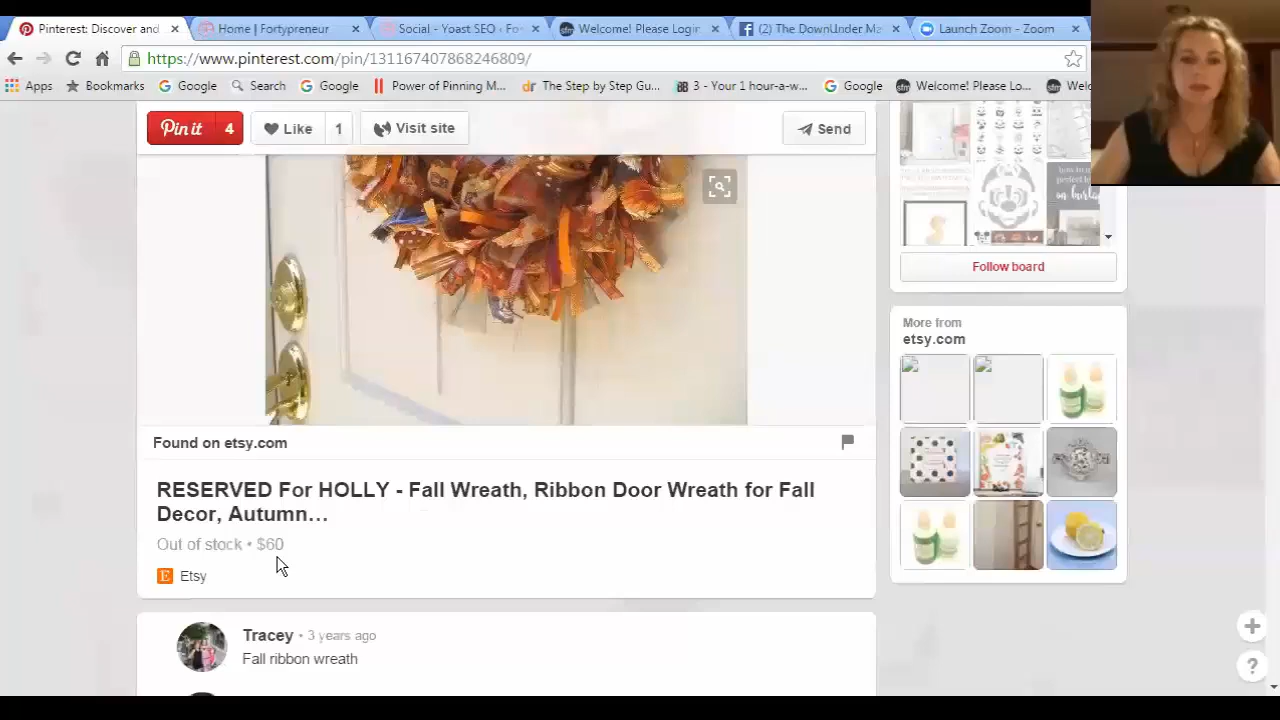 Pinterest: Discover and
Home | Fortypreneur
Social - Yoast SEO ‹ Fo
Welcome! Please Login
(2) The DownUnder Ma
Launch Zoom - Zoom
https://www.pinterest.com/pin/131167407868246809/
Apps
Bookmarks
Google
Search
Google
Power of Pinning M...
The Step by Step Gu...
3 - Your 1 hour-a-w...
Google
Welcome! Please Lo...
Pin it 4
Like 1
Visit site
Send
Follow board
More from
etsy.com
Found on etsy.com
RESERVED For HOLLY - Fall Wreath, Ribbon Door Wreath for Fall
Decor, Autumn…
Out of stock • $60
E Etsy
Tracey • 3 years ago
Fall ribbon wreath